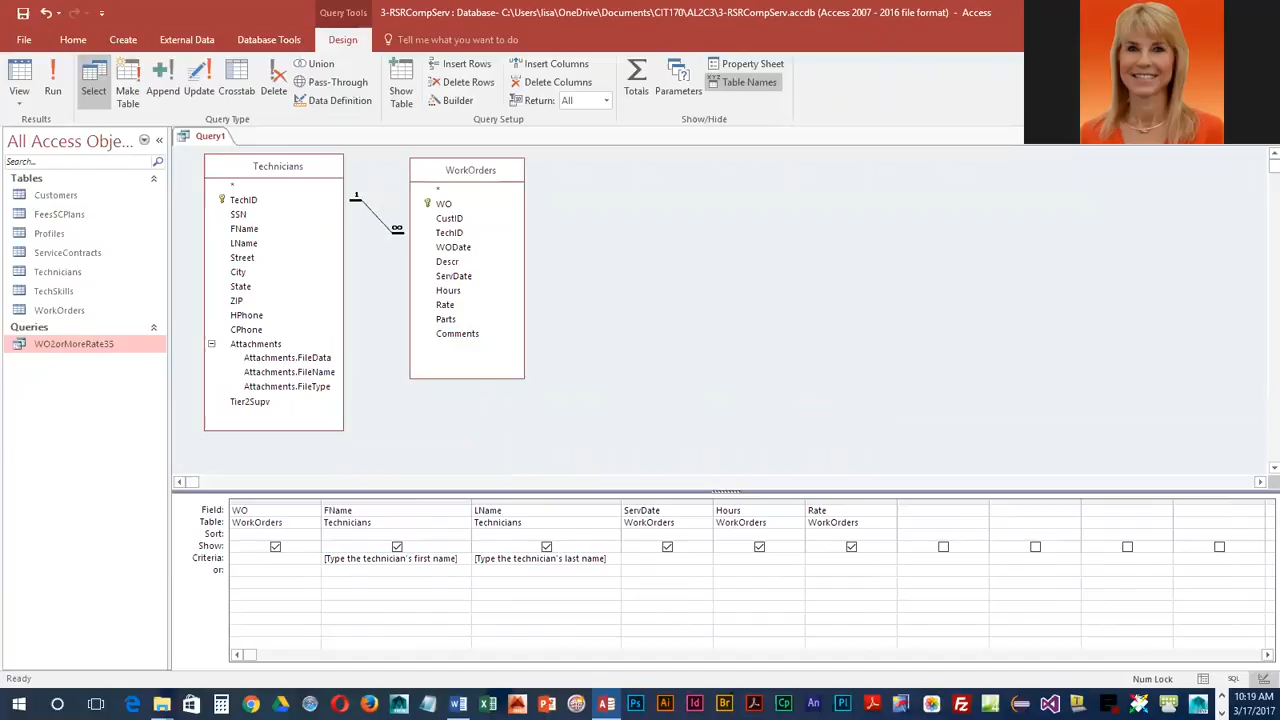 Query Tools
3-RSRCompServ : Database- C:\Users\lisa\OneDrive\Documents\CIT170\AL2C3\3-RSRCompServ.accdb (Access 2007 - 2016 file format) - Access
File Home Create External Data Database Tools Design Tell me what you want to do
View Run Select Make Table Append Update Crosstab Delete
Union
Pass-Through
Data Definition
Show Table
Insert Rows
Delete Rows
Builder
Insert Columns
Delete Columns
Return: All
Totals Parameters
Property Sheet
Table Names
Results Query Type Query Setup Show/Hide
All Access Obje...
Search...
Tables
Customers
FeesSCPlans
Profiles
ServiceContracts
Technicians
TechSkills
WorkOrders
Queries
WO2orMoreRate35
Query1
Technicians
*
TechID
SSN
FName
LName
Street
City
State
ZIP
HPhone
CPhone
Attachments
Attachments.FileData
Attachments.FileName
Attachments.FileType
Tier2Supv
1
∞
WorkOrders
*
WO
CustID
TechID
WODate
Descr
ServDate
Hours
Rate
Parts
Comments
Field: WO FName LName ServDate Hours Rate
Table: WorkOrders Technicians Technicians WorkOrders WorkOrders WorkOrders
Sort:
Show:
Criteria: [Type the technician's first name] [Type the technician's last name]
or:
Ready
Num Lock
SQL
10:19 AM
3/17/2017